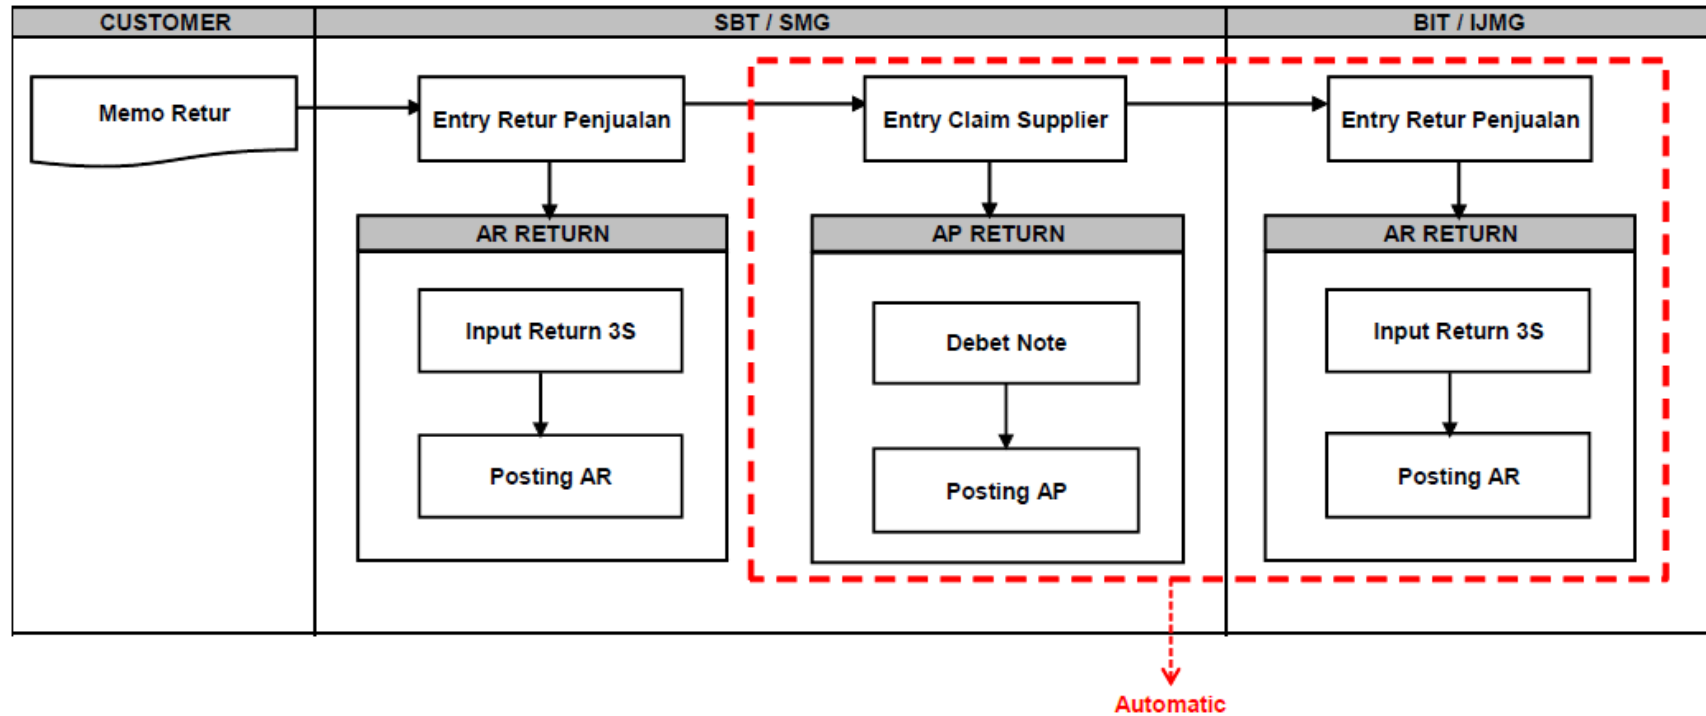 CUSTOMER
SBT / SMG
BIT / IJMG
Memo Retur
Entry Retur Penjualan
Entry Claim Supplier
Entry Retur Penjualan
AR RETURN
AP RETURN
AR RETURN
Input Return 3S
Debet Note
Input Return 3S
Posting AR
Posting AP
Posting AR
Automatic